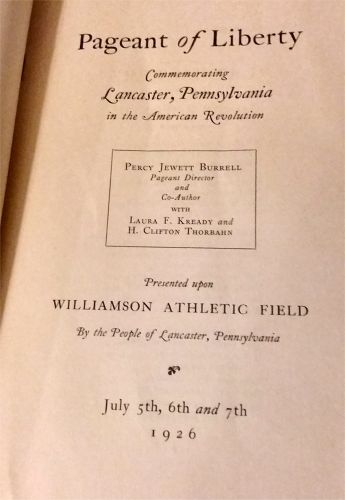 Pageant of Liberty
Commemorating
Lancaster, Pennsylvania
in the American Revolution
Percy Jewett Burrell
Pageant Director
and
Co-Author
with
Laura F. Kready and
H. Clifton Thorbahn
Presented upon
WILLIAMSON ATHLETIC FIELD
By the People of Lancaster, Pennsylvania
July 5th, 6th and 7th
1926